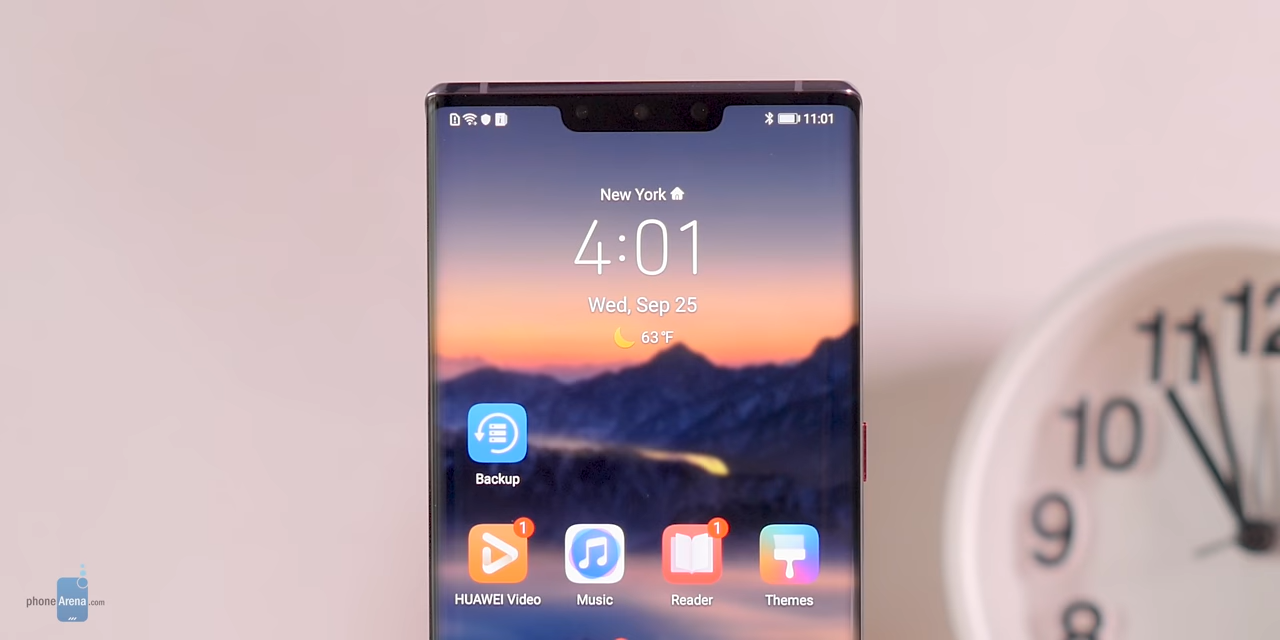 11:01
New York
4:01
Wed, Sep 25
63°F
Backup
1
1
HUAWEI Video
Music
Reader
Themes
11
12
10
9
8
phoneArena.com